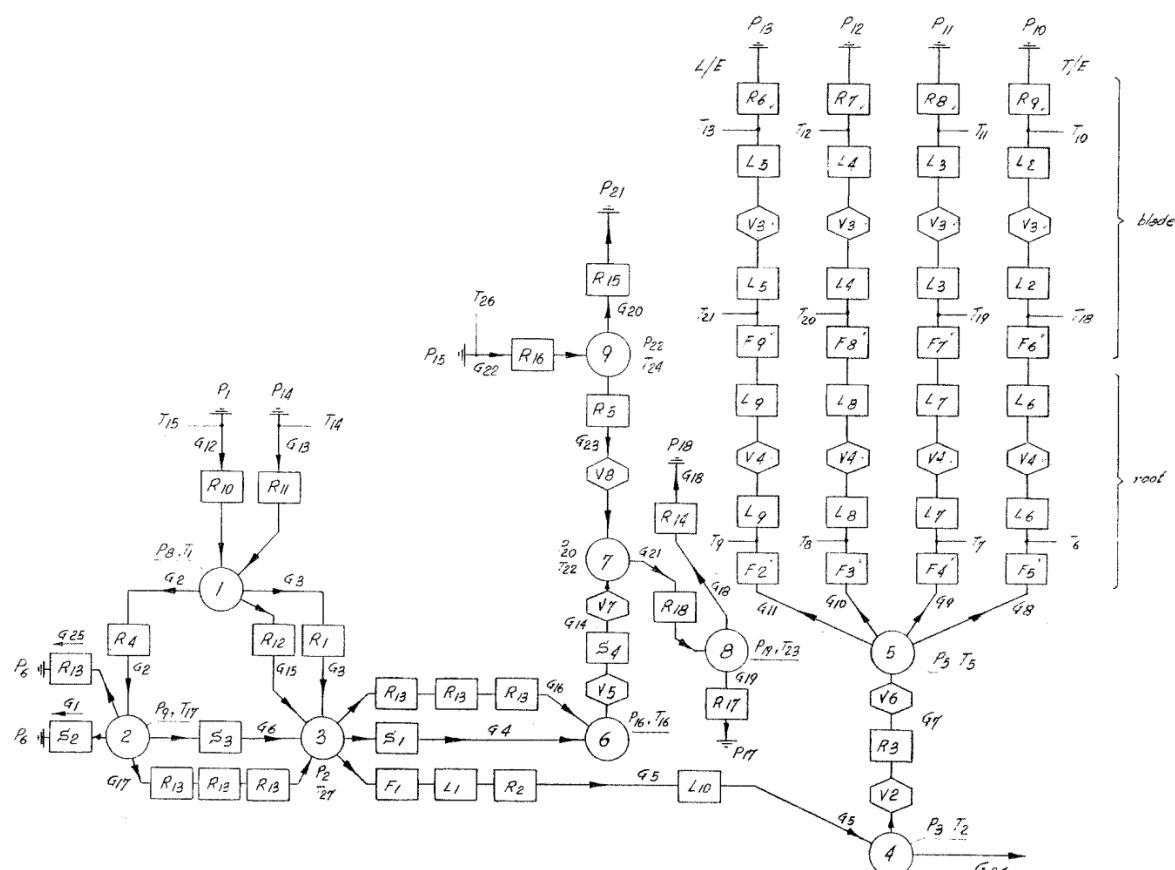 P13 P12 P11 P10
L/E T/E
R6 R7 R8 R9
T13 T12 T11 T10
L5 L4 L3 L2
V3 V3 V3 V3
blade
L5 L4 L3 L2
T21 T20 T19 T18
F9 F8 F7 F6
L9 L8 L7 L6
V4 V4 V4 V4
root
L9 L8 L7 L6
T9 T8 T7 T6
F2 F3 F4 F5
G11 G10 G9 G8
5
P5 T5
V6
G7
R3
V2
P3 T2
4
P21
R15
G20
T26
P15
G22
R16
9
P22
T24
R5
G23
V8
P18
G18
R14
7
T22
G21
G18
V7
G14
R18
S4
8
P19, T23
V5
G19
R17
P17
6
P16, T16
P1 P14
T15 T14
G12 G13
R10 R11
P8, T1
1
G2 G3
R4 R12 R1
G25
P6 R13
G2
G15
G3
G1
P6 S2
2
P9, T17
S3
G6
3
P2
T27
G17
R13 R13 R13
R13 R13 R13
G16
S1
G4
F1 L1 R2
G5
L10
G5